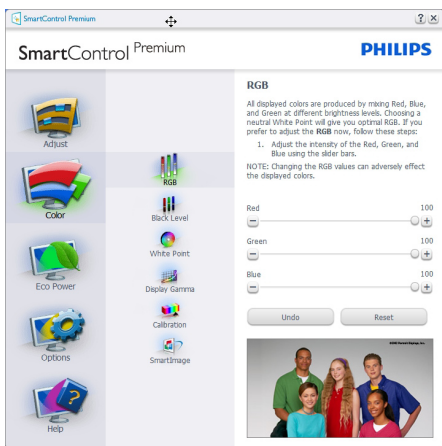 SmartControl Premium
SmartControl Premium
PHILIPS
Adjust
Color
Eco Power
Options
Help
RGB
Black Level
White Point
Display Gamma
Calibration
SmartImage
RGB
All displayed colors are produced by mixing Red, Blue,
and Green at different brightness levels. Choosing a
neutral White Point will give you optimal RGB. If you
prefer to adjust the RGB now, follow these steps:
1. Adjust the intensity of the Red, Green, and
Blue using the slider bars.
NOTE: Changing the RGB values can adversely effect
the displayed colors.
Red 100
Green 100
Blue 100
Undo Reset